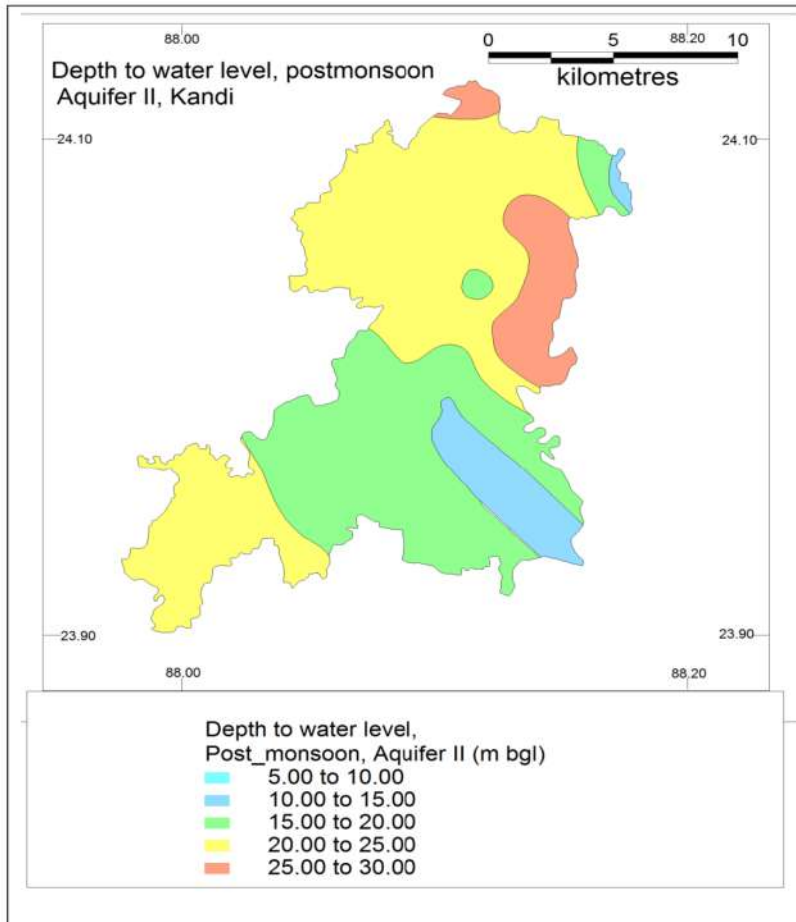 88.00
0 5 88.20 10
Depth to water level, postmonsoon
Aquifer II, Kandi
kilometres
24.10 24.10
23.90 23.90
88.00 88.20
Depth to water level,
Post_monsoon, Aquifer II (m bgl)
5.00 to 10.00
10.00 to 15.00
15.00 to 20.00
20.00 to 25.00
25.00 to 30.00